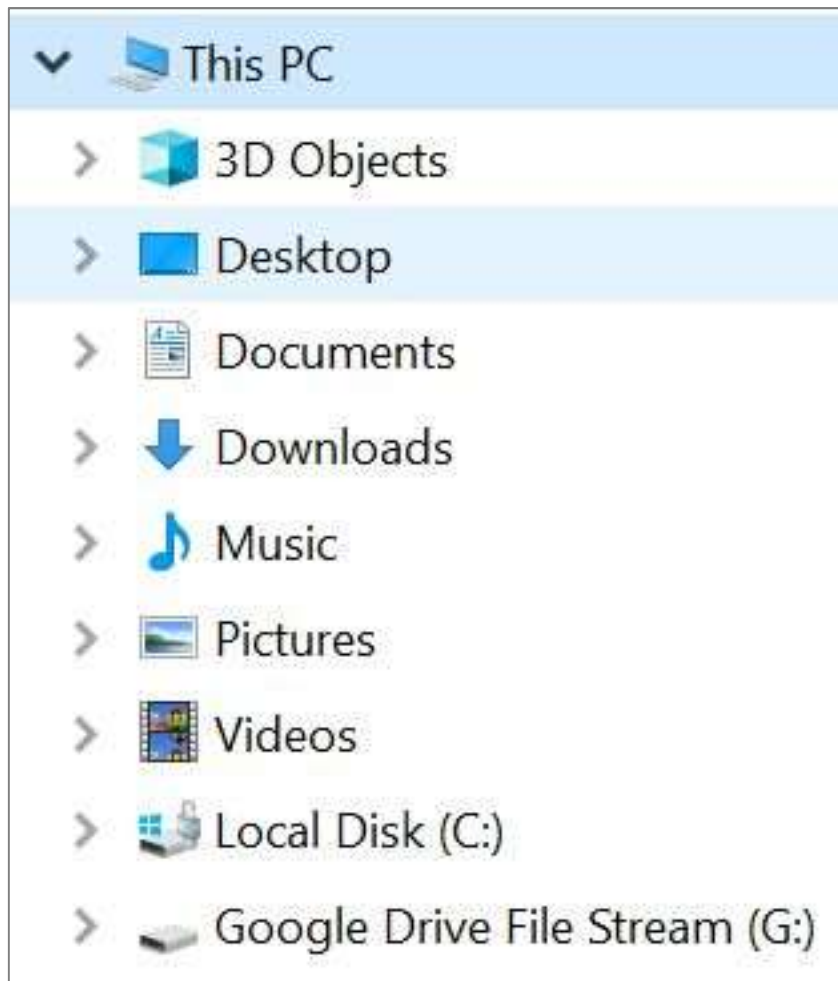 This PC
3D Objects
Desktop
Documents
Downloads
Music
Pictures
Videos
Local Disk (C:)
Google Drive File Stream (G:)